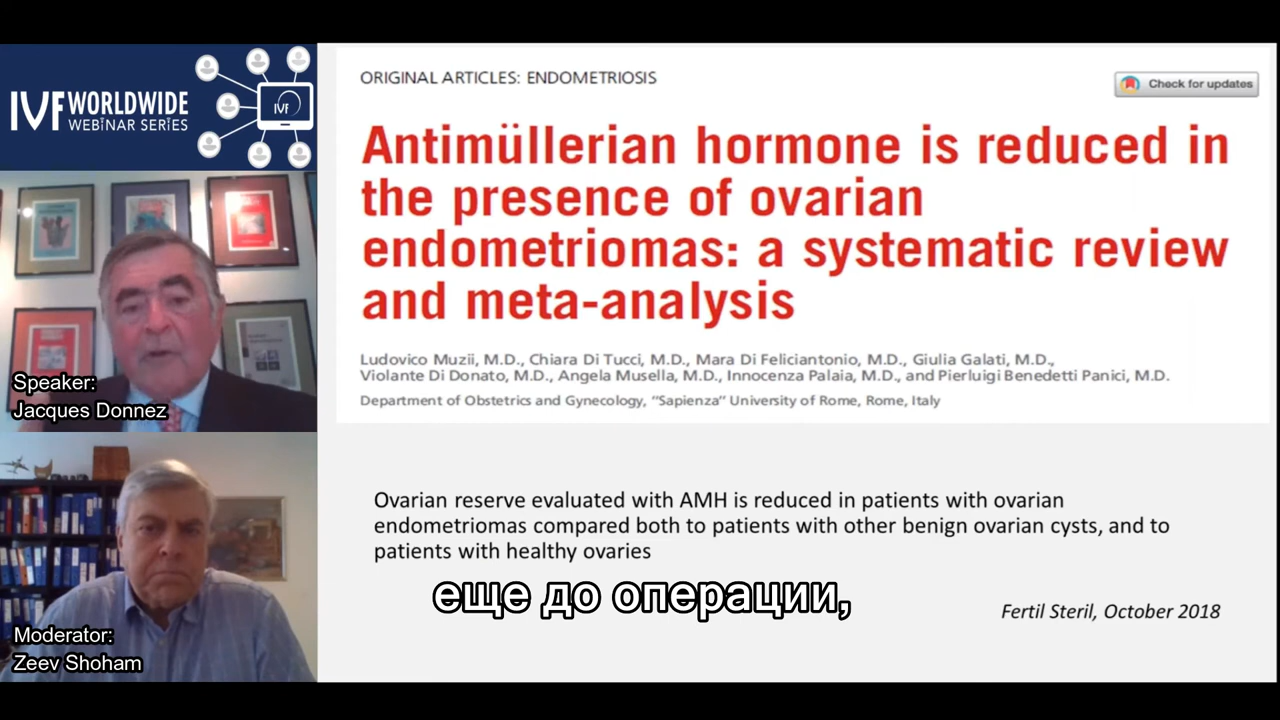 IVF WORLDWIDE
WEBINAR SERIES
IVF
Speaker:
Jacques Donnez
Moderator:
Zeev Shoham
ORIGINAL ARTICLES: ENDOMETRIOSIS
Check for updates
Antimüllerian hormone is reduced in
the presence of ovarian
endometriomas: a systematic review
and meta-analysis
Ludovico Muzii, M.D., Chiara Di Tucci, M.D., Mara Di Feliciantonio, M.D., Giulia Galati, M.D.,
Violante Di Donato, M.D., Angela Musella, M.D., Innocenza Palaia, M.D., and Pierluigi Benedetti Panici, M.D.
Department of Obstetrics and Gynecology, "Sapienza" University of Rome, Rome, Italy
Ovarian reserve evaluated with AMH is reduced in patients with ovarian
endometriomas compared both to patients with other benign ovarian cysts, and to
patients with healthy ovaries
еще до операции,
Fertil Steril, October 2018